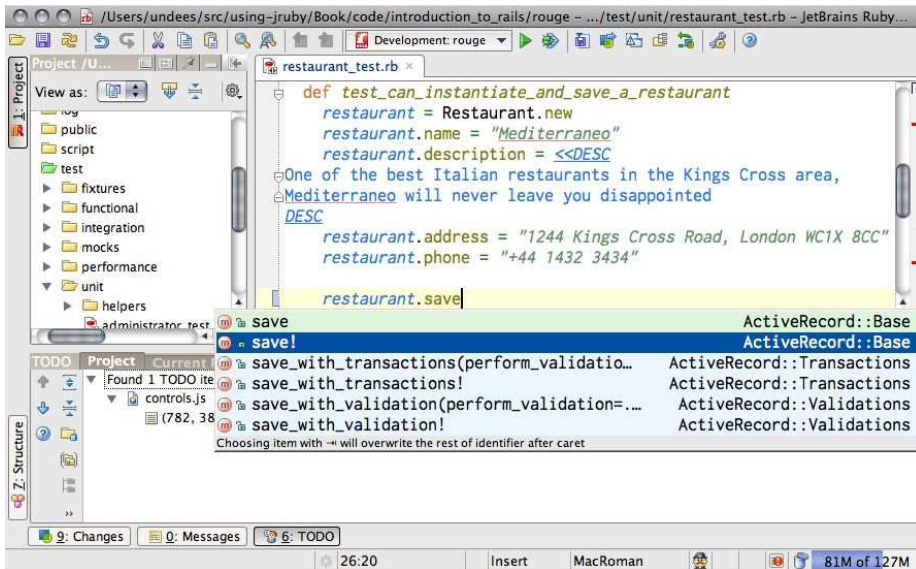 /Users/undees/src/using-jruby/Book/code/introduction_to_rails/rouge – .../test/unit/restaurant_test.rb – JetBrains Ruby...
Development: rouge
Project /U...
restaurant_test.rb
1: Project
View as:
log
public
script
test
fixtures
functional
integration
mocks
performance
unit
helpers
administrator_test
def test_can_instantiate_and_save_a_restaurant
restaurant = Restaurant.new
restaurant.name = "Mediterraneo"
restaurant.description = <<DESC
One of the best Italian restaurants in the Kings Cross area,
Mediterraneo will never leave you disappointed
DESC
restaurant.address = "1244 Kings Cross Road, London WC1X 8CC"
restaurant.phone = "+44 1432 3434"
restaurant.save
save ActiveRecord::Base
save! ActiveRecord::Base
save_with_transactions(perform_validatio... ActiveRecord::Transactions
save_with_transactions! ActiveRecord::Transactions
save_with_validation(perform_validation=.... ActiveRecord::Validations
save_with_validation! ActiveRecord::Validations
Choosing item with ⇥ will overwrite the rest of identifier after caret
TODO Project Current
Found 1 TODO ite
controls.js
(782, 38
Z: Structure
9: Changes 0: Messages 6: TODO
26:20 Insert MacRoman 81M of 127M